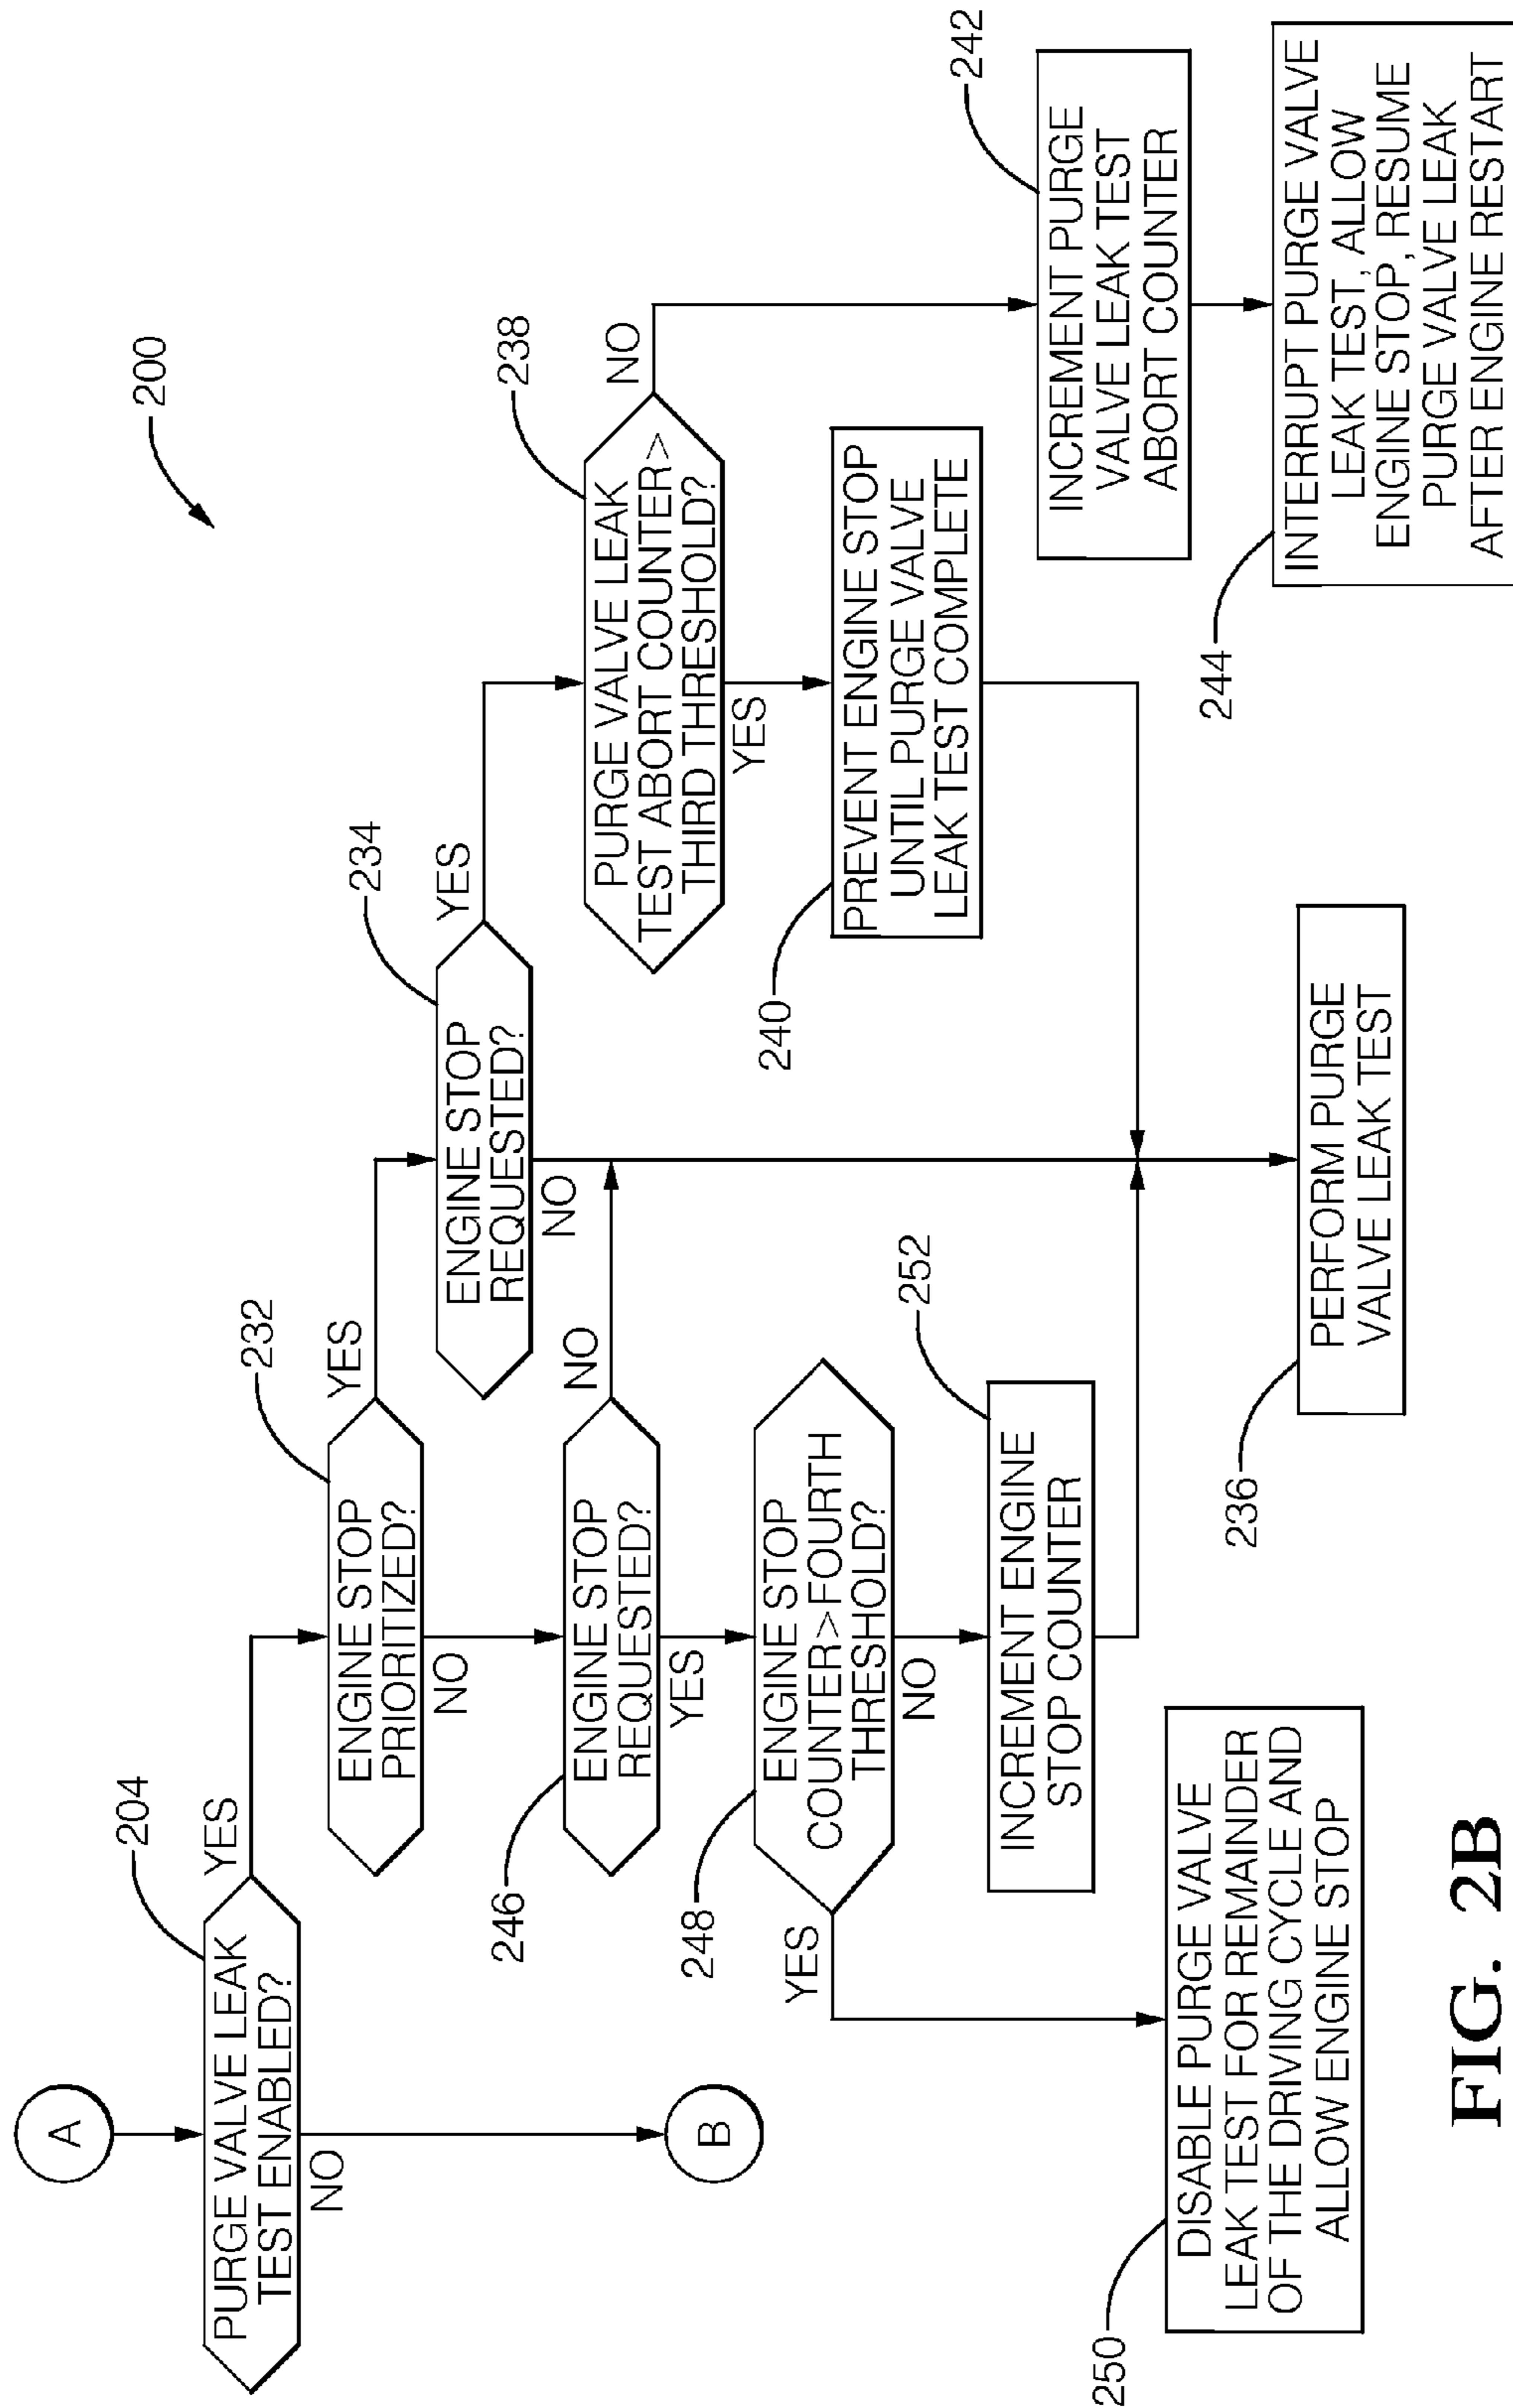 200
A
204
PURGE VALVE LEAK
TEST ENABLED?
YES
NO
B
232
ENGINE STOP
PRIORITIZED?
YES
NO
234
ENGINE STOP
REQUESTED?
YES
NO
246
ENGINE STOP
REQUESTED?
NO
YES
238
PURGE VALVE LEAK
TEST ABORT COUNTER>
THIRD THRESHOLD?
NO
YES
248
ENGINE STOP
COUNTER>FOURTH
THRESHOLD?
YES
NO
240
PREVENT ENGINE STOP
UNTIL PURGE VALVE
LEAK TEST COMPLETE
252
INCREMENT ENGINE
STOP COUNTER
242
INCREMENT PURGE
VALVE LEAK TEST
ABORT COUNTER
250
DISABLE PURGE VALVE
LEAK TEST FOR REMAINDER
OF THE DRIVING CYCLE AND
ALLOW ENGINE STOP
236
PERFORM PURGE
VALVE LEAK TEST
244
INTERRUPT PURGE VALVE
LEAK TEST, ALLOW
ENGINE STOP, RESUME
PURGE VALVE LEAK
AFTER ENGINE RESTART
FIG. 2B